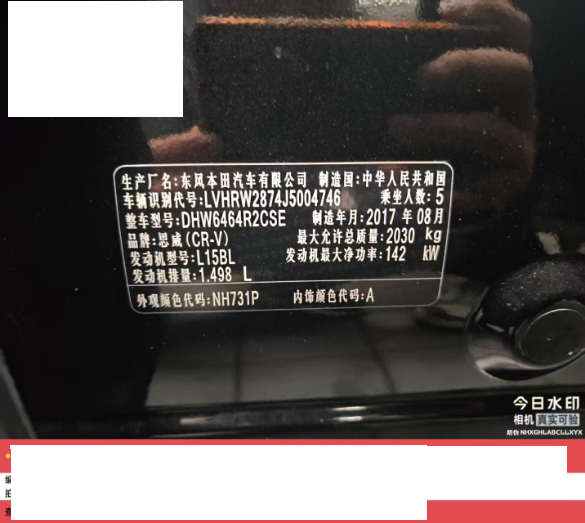 生产厂名:东风本田汽车有限公司 制造国:中华人民共和国
车辆识别代号:LVHRW2874J5004746 乘坐人数:5
整车型号:DHW6464R2CSE 制造年月:2017 年 08月
品牌:思威(CR-V) 最大允许总质量:2030 kg
发动机型号:L15BL 发动机最大净功率:142 kW
发动机排量:1.498 L
外观颜色代码:NH731P 内饰颜色代码:A
今日水印
相机 真实可验
防伪 NHXGHLABCLLXYX